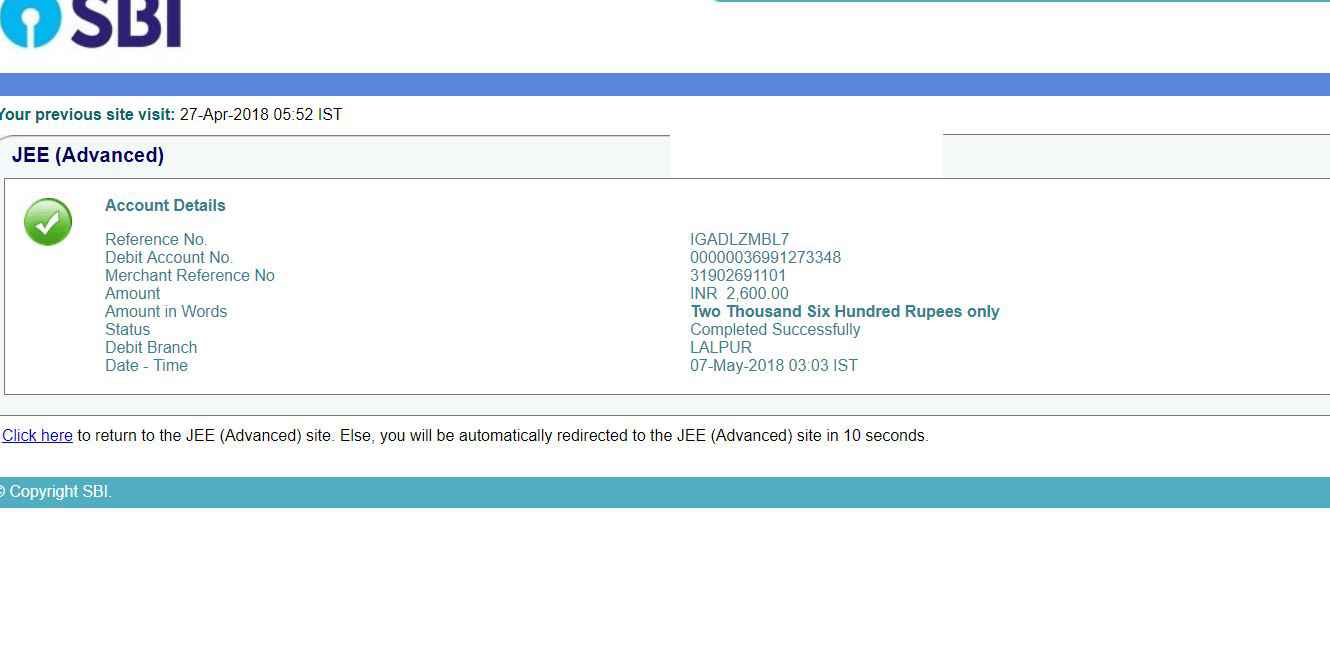 SBI
Your previous site visit: 27-Apr-2018 05:52 IST
JEE (Advanced)
Account Details
Reference No. IGADLZMBL7
Debit Account No. 00000036991273348
Merchant Reference No 31902691101
Amount INR 2,600.00
Amount in Words Two Thousand Six Hundred Rupees only
Status Completed Successfully
Debit Branch LALPUR
Date - Time 07-May-2018 03:03 IST
Click here to return to the JEE (Advanced) site. Else, you will be automatically redirected to the JEE (Advanced) site in 10 seconds.
© Copyright SBI.